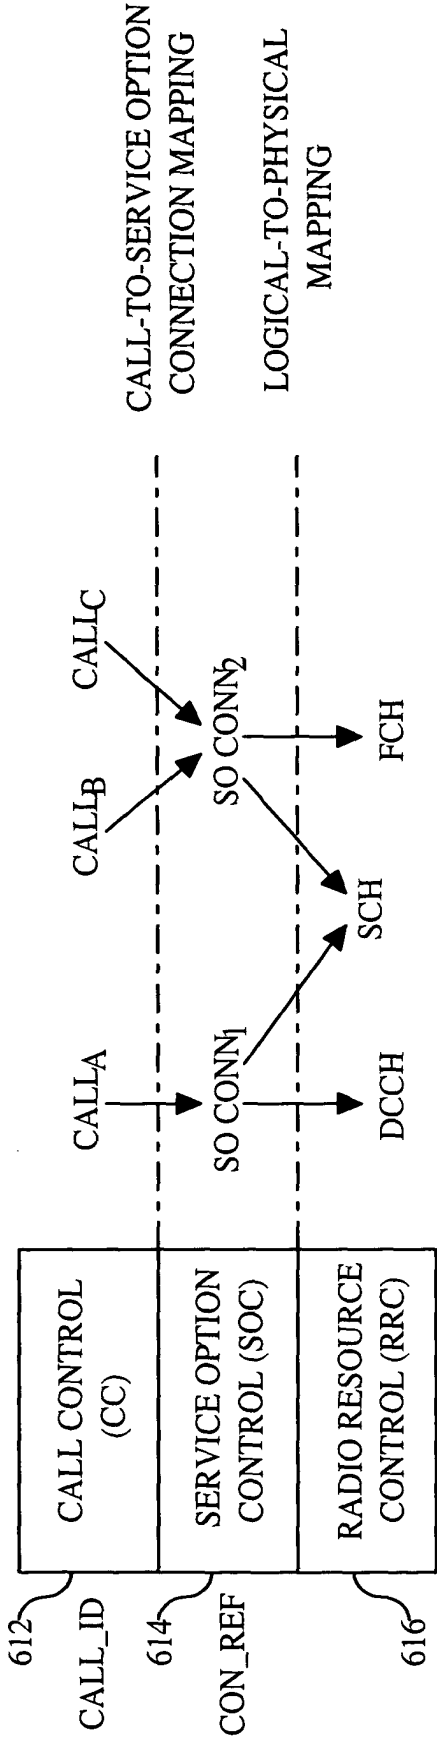 612
CALL_ID
CALL CONTROL
(CC)
CALLA
CALLB
CALLC
CALL-TO-SERVICE OPTION
CONNECTION MAPPING
614
CON_REF
SERVICE OPTION
CONTROL (SOC)
SO CONN1
SO CONN2
LOGICAL-TO-PHYSICAL
MAPPING
616
RADIO RESOURCE
CONTROL (RRC)
DCCH
SCH
FCH